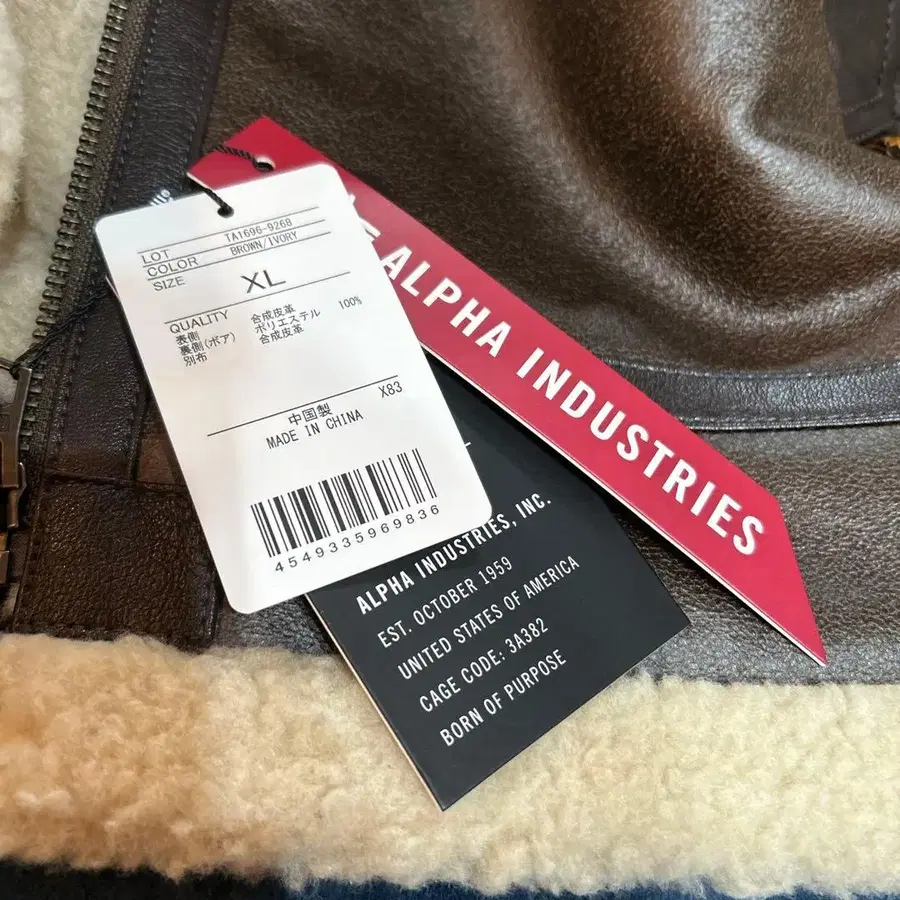 LOT TA1696-9268
COLOR BROWN/IVORY
SIZE XL
QUALITY
表側 合成皮革
裏側(ボア) ポリエステル 100%
別布 合成皮革
X83
中国製
MADE IN CHINA
4549335969836
ALPHA INDUSTRIES
ALPHA INDUSTRIES, INC.
EST. OCTOBER 1959
UNITED STATES OF AMERICA
CAGE CODE: 3A382
BORN OF PURPOSE